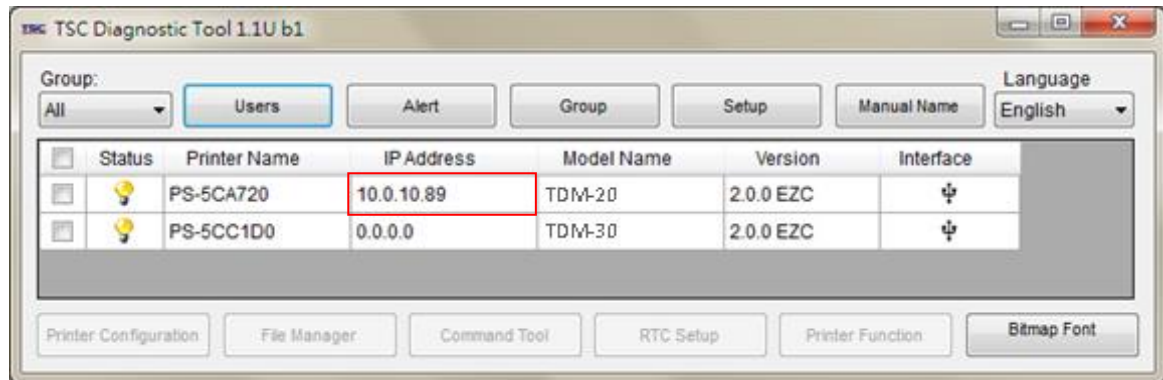 TSC TSC Diagnostic Tool 1.1U b1
Group: Language
All Users Alert Group Setup Manual Name English
Status Printer Name IP Address Model Name Version Interface
PS-5CA720 10.0.10.89 TDM-20 2.0.0 EZC
PS-5CC1D0 0.0.0.0 TDM-30 2.0.0 EZC
Printer Configuration File Manager Command Tool RTC Setup Printer Function Bitmap Font